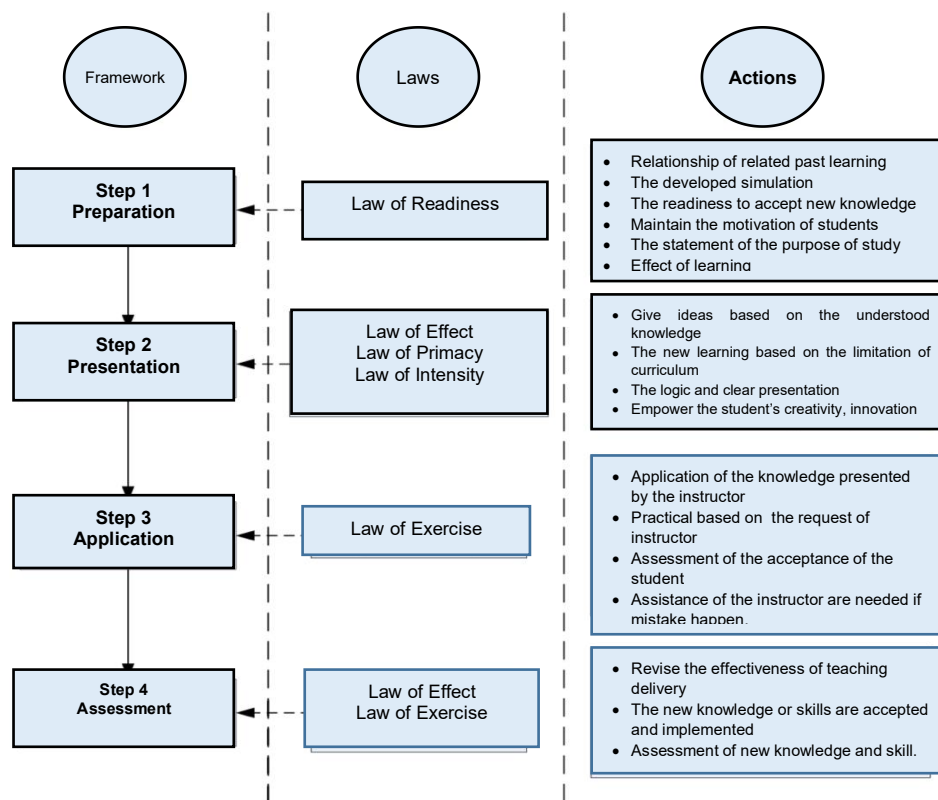 Framework
Laws
Actions
Step 1
Preparation
Law of Readiness
• Relationship of related past learning
• The developed simulation
• The readiness to accept new knowledge
• Maintain the motivation of students
• The statement of the purpose of study
• Effect of learning
Step 2
Presentation
Law of Effect
Law of Primacy
Law of Intensity
• Give ideas based on the understood
knowledge
• The new learning based on the limitation of
curriculum
• The logic and clear presentation
• Empower the student's creativity, innovation
Step 3
Application
Law of Exercise
• Application of the knowledge presented
by the instructor
• Practical based on the request of
instructor
• Assessment of the acceptance of the
student
• Assistance of the instructor are needed if
mistake happen.
Step 4
Assessment
Law of Effect
Law of Exercise
• Revise the effectiveness of teaching
delivery
• The new knowledge or skills are accepted
and implemented
• Assessment of new knowledge and skill.